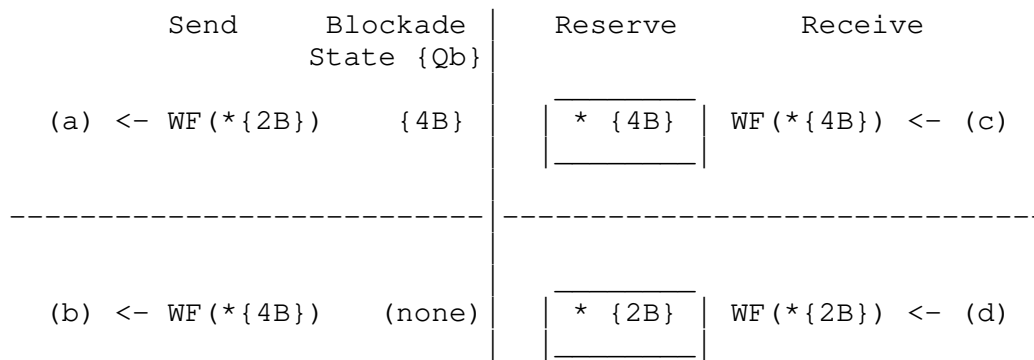 Send Blockade Reserve Receive
State {Qb}
(a) <- WF(*{2B}) {4B} * {4B} WF(*{4B}) <- (c)
(b) <- WF(*{4B}) (none) * {2B} WF(*{2B}) <- (d)